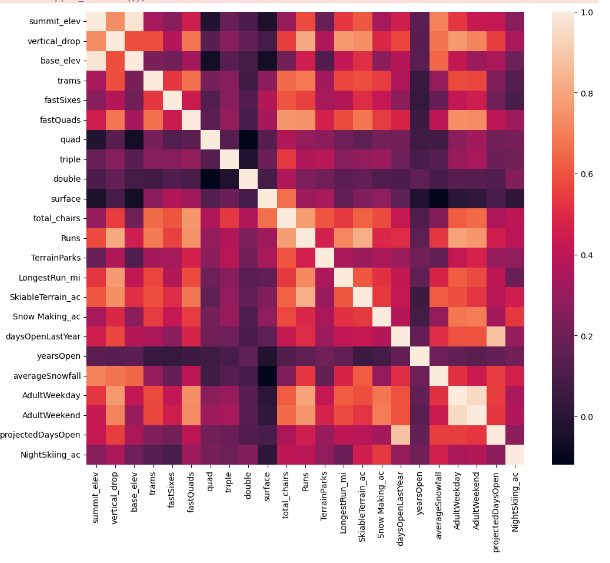 summit_elev
vertical_drop
base_elev
trams
fastSixes
fastQuads
quad
triple
double
surface
total_chairs
Runs
TerrainParks
LongestRun_mi
SkiableTerrain_ac
Snow Making_ac
daysOpenLastYear
yearsOpen
averageSnowfall
AdultWeekday
AdultWeekend
projectedDaysOpen
NightSkiing_ac
summit_elev
vertical_drop
base_elev
trams
fastSixes
fastQuads
quad
triple
double
surface
total_chairs
Runs
TerrainParks
LongestRun_mi
SkiableTerrain_ac
Snow Making_ac
daysOpenLastYear
yearsOpen
averageSnowfall
AdultWeekday
AdultWeekend
projectedDaysOpen
NightSkiing_ac
1.0
0.8
0.6
0.4
0.2
0.0